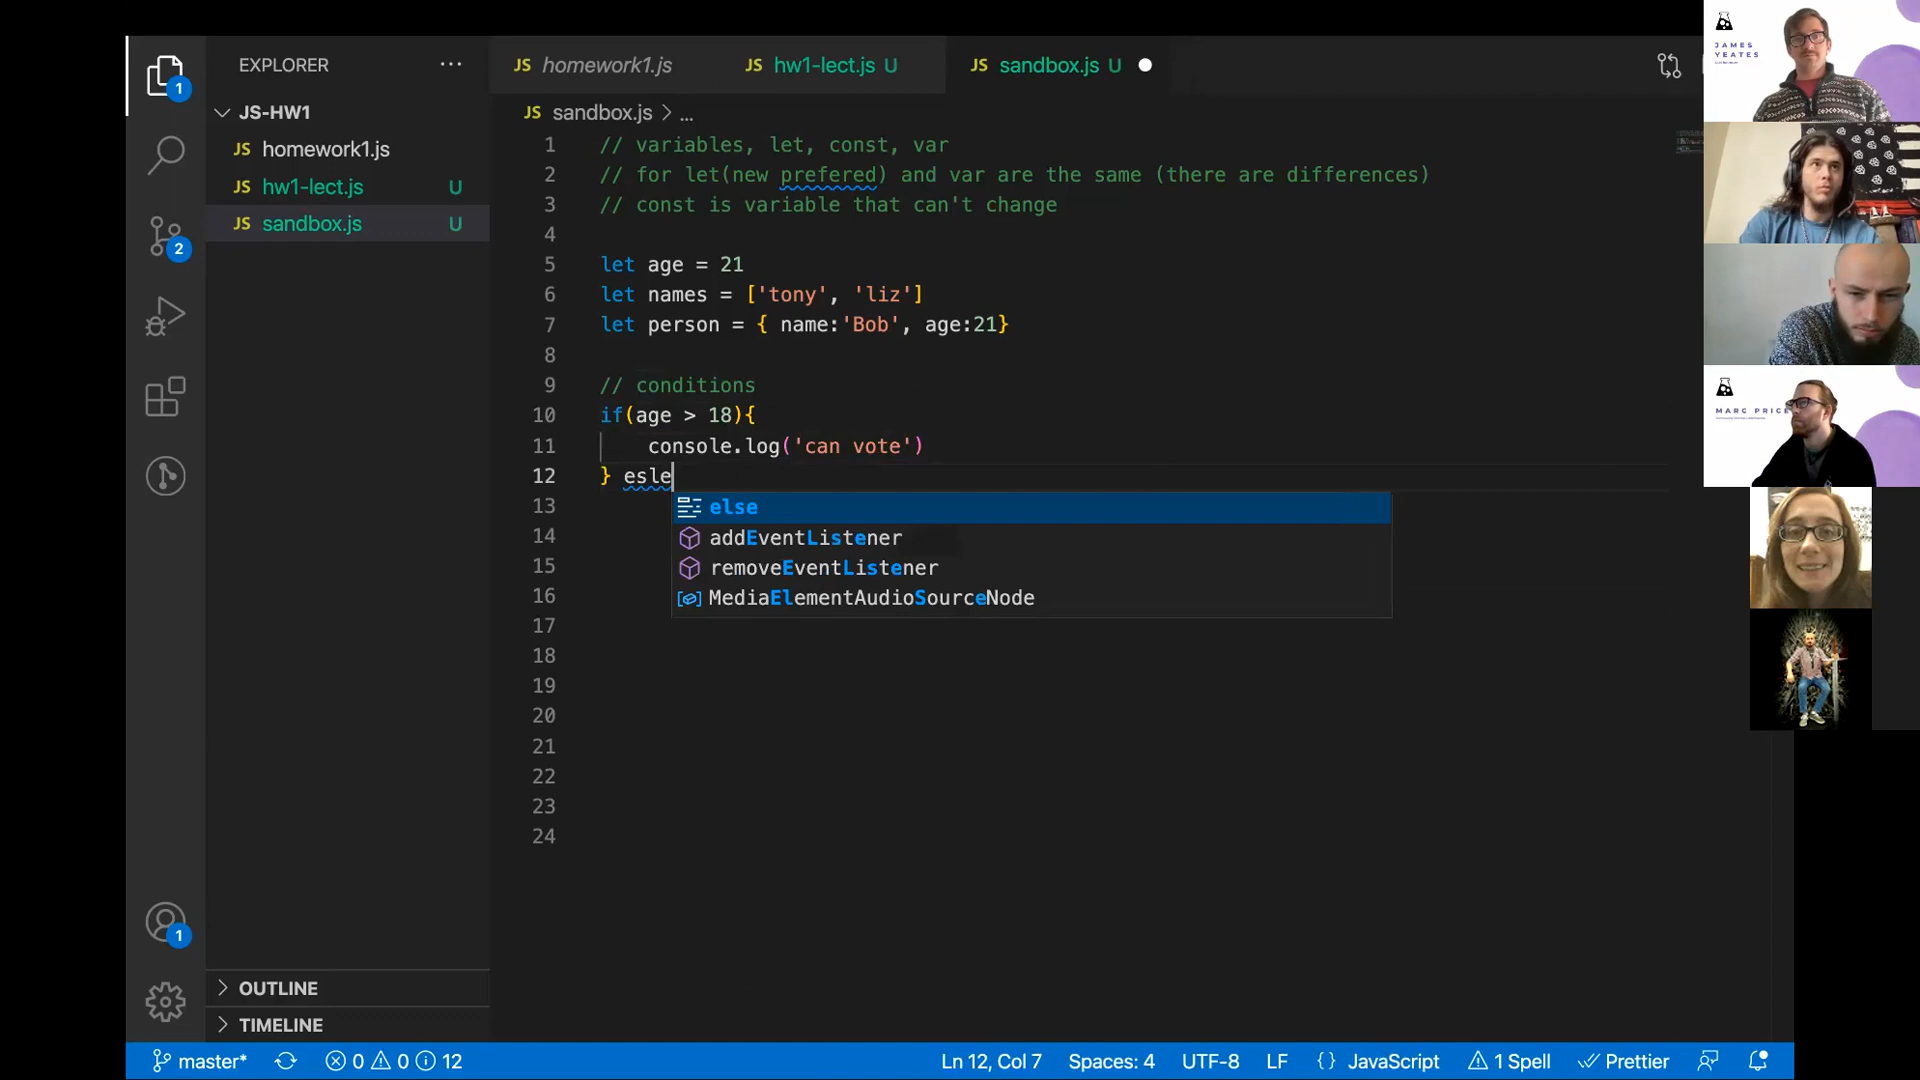 EXPLORER
JS-HW1
JS homework1.js
JS hw1-lect.js U
JS sandbox.js U
OUTLINE
TIMELINE
JS homework1.js JS hw1-lect.js U JS sandbox.js U
JS sandbox.js > ...
1 // variables, let, const, var
2 // for let(new prefered) and var are the same (there are differences)
3 // const is variable that can't change
4
5 let age = 21
6 let names = ['tony', 'liz']
7 let person = { name:'Bob', age:21}
8
9 // conditions
10 if(age > 18){
11 console.log('can vote')
12 } esle
else
addEventListener
removeEventListener
MediaElementAudioSourceNode
13
14
15
16
17
18
19
20
21
22
23
24
1
2
1
master* 0 0 12 Ln 12, Col 7 Spaces: 4 UTF-8 LF {} JavaScript 1 Spell Prettier
JAMES
YEATES
MARC PRICE